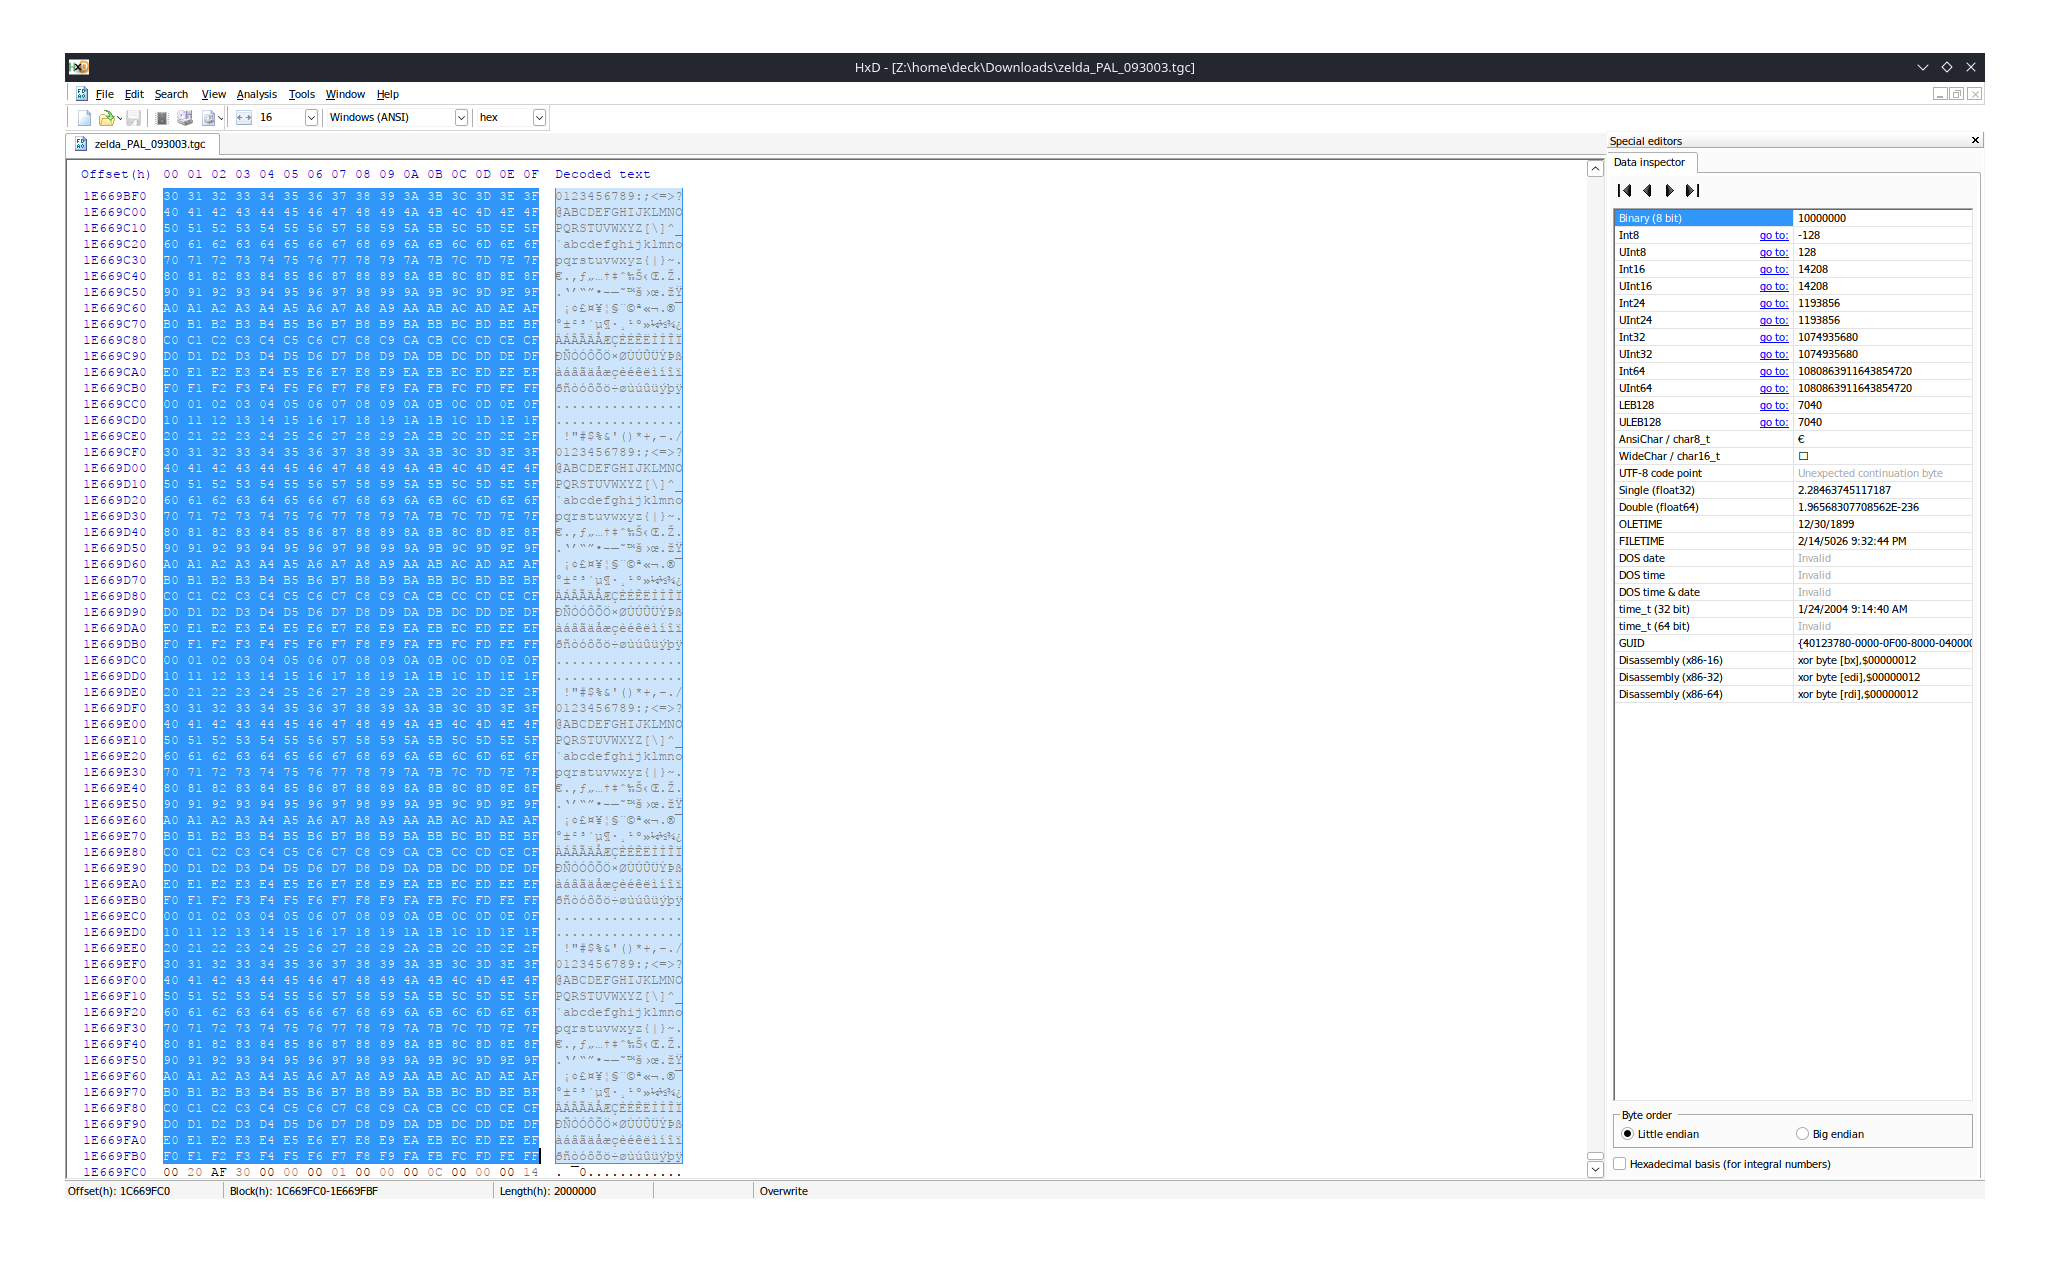 HxD - [Z:\home\deck\Downloads\zelda_PAL_093003.tgc]
File Edit Search View Analysis Tools Window Help
16 Windows (ANSI) hex
zelda_PAL_093003.tgc
Offset(h) 00 01 02 03 04 05 06 07 08 09 0A 0B 0C 0D 0E 0F Decoded text
1E669BF0 30 31 32 33 34 35 36 37 38 39 3A 3B 3C 3D 3E 3F 0123456789:;<=>?
1E669C00 40 41 42 43 44 45 46 47 48 49 4A 4B 4C 4D 4E 4F @ABCDEFGHIJKLMNO
1E669C10 50 51 52 53 54 55 56 57 58 59 5A 5B 5C 5D 5E 5F PQRSTUVWXYZ[\]^_
1E669C20 60 61 62 63 64 65 66 67 68 69 6A 6B 6C 6D 6E 6F `abcdefghijklmno
1E669C30 70 71 72 73 74 75 76 77 78 79 7A 7B 7C 7D 7E 7F pqrstuvwxyz{|}~.
1E669C40 80 81 82 83 84 85 86 87 88 89 8A 8B 8C 8D 8E 8F €.‚ƒ„…†‡ˆ‰Š‹Œ.Ž.
1E669C50 90 91 92 93 94 95 96 97 98 99 9A 9B 9C 9D 9E 9F .‘’“”•–—˜™š›œ.žŸ
1E669C60 A0 A1 A2 A3 A4 A5 A6 A7 A8 A9 AA AB AC AD AE AF ¡¢£¤¥¦§¨©ª«¬.®¯
1E669C70 B0 B1 B2 B3 B4 B5 B6 B7 B8 B9 BA BB BC BD BE BF °±²³´µ¶·¸¹º»¼½¾¿
1E669C80 C0 C1 C2 C3 C4 C5 C6 C7 C8 C9 CA CB CC CD CE CF ÀÁÂÃÄÅÆÇÈÉÊËÌÍÎÏ
1E669C90 D0 D1 D2 D3 D4 D5 D6 D7 D8 D9 DA DB DC DD DE DF ÐÑÒÓÔÕÖ×ØÙÚÛÜÝÞß
1E669CA0 E0 E1 E2 E3 E4 E5 E6 E7 E8 E9 EA EB EC ED EE EF àáâãäåæçèéêëìíîï
1E669CB0 F0 F1 F2 F3 F4 F5 F6 F7 F8 F9 FA FB FC FD FE FF ðñòóôõö÷øùúûüýþÿ
1E669CC0 00 01 02 03 04 05 06 07 08 09 0A 0B 0C 0D 0E 0F ................
1E669CD0 10 11 12 13 14 15 16 17 18 19 1A 1B 1C 1D 1E 1F ................
1E669CE0 20 21 22 23 24 25 26 27 28 29 2A 2B 2C 2D 2E 2F !"#$%&'()*+,-./
1E669CF0 30 31 32 33 34 35 36 37 38 39 3A 3B 3C 3D 3E 3F 0123456789:;<=>?
1E669D00 40 41 42 43 44 45 46 47 48 49 4A 4B 4C 4D 4E 4F @ABCDEFGHIJKLMNO
1E669D10 50 51 52 53 54 55 56 57 58 59 5A 5B 5C 5D 5E 5F PQRSTUVWXYZ[\]^_
1E669D20 60 61 62 63 64 65 66 67 68 69 6A 6B 6C 6D 6E 6F `abcdefghijklmno
1E669D30 70 71 72 73 74 75 76 77 78 79 7A 7B 7C 7D 7E 7F pqrstuvwxyz{|}~.
1E669D40 80 81 82 83 84 85 86 87 88 89 8A 8B 8C 8D 8E 8F €.‚ƒ„…†‡ˆ‰Š‹Œ.Ž.
1E669D50 90 91 92 93 94 95 96 97 98 99 9A 9B 9C 9D 9E 9F .‘’“”•–—˜™š›œ.žŸ
1E669D60 A0 A1 A2 A3 A4 A5 A6 A7 A8 A9 AA AB AC AD AE AF ¡¢£¤¥¦§¨©ª«¬.®¯
1E669D70 B0 B1 B2 B3 B4 B5 B6 B7 B8 B9 BA BB BC BD BE BF °±²³´µ¶·¸¹º»¼½¾¿
1E669D80 C0 C1 C2 C3 C4 C5 C6 C7 C8 C9 CA CB CC CD CE CF ÀÁÂÃÄÅÆÇÈÉÊËÌÍÎÏ
1E669D90 D0 D1 D2 D3 D4 D5 D6 D7 D8 D9 DA DB DC DD DE DF ÐÑÒÓÔÕÖ×ØÙÚÛÜÝÞß
1E669DA0 E0 E1 E2 E3 E4 E5 E6 E7 E8 E9 EA EB EC ED EE EF àáâãäåæçèéêëìíîï
1E669DB0 F0 F1 F2 F3 F4 F5 F6 F7 F8 F9 FA FB FC FD FE FF ðñòóôõö÷øùúûüýþÿ
1E669DC0 00 01 02 03 04 05 06 07 08 09 0A 0B 0C 0D 0E 0F ................
1E669DD0 10 11 12 13 14 15 16 17 18 19 1A 1B 1C 1D 1E 1F ................
1E669DE0 20 21 22 23 24 25 26 27 28 29 2A 2B 2C 2D 2E 2F !"#$%&'()*+,-./
1E669DF0 30 31 32 33 34 35 36 37 38 39 3A 3B 3C 3D 3E 3F 0123456789:;<=>?
1E669E00 40 41 42 43 44 45 46 47 48 49 4A 4B 4C 4D 4E 4F @ABCDEFGHIJKLMNO
1E669E10 50 51 52 53 54 55 56 57 58 59 5A 5B 5C 5D 5E 5F PQRSTUVWXYZ[\]^_
1E669E20 60 61 62 63 64 65 66 67 68 69 6A 6B 6C 6D 6E 6F `abcdefghijklmno
1E669E30 70 71 72 73 74 75 76 77 78 79 7A 7B 7C 7D 7E 7F pqrstuvwxyz{|}~.
1E669E40 80 81 82 83 84 85 86 87 88 89 8A 8B 8C 8D 8E 8F €.‚ƒ„…†‡ˆ‰Š‹Œ.Ž.
1E669E50 90 91 92 93 94 95 96 97 98 99 9A 9B 9C 9D 9E 9F .‘’“”•–—˜™š›œ.žŸ
1E669E60 A0 A1 A2 A3 A4 A5 A6 A7 A8 A9 AA AB AC AD AE AF ¡¢£¤¥¦§¨©ª«¬.®¯
1E669E70 B0 B1 B2 B3 B4 B5 B6 B7 B8 B9 BA BB BC BD BE BF °±²³´µ¶·¸¹º»¼½¾¿
1E669E80 C0 C1 C2 C3 C4 C5 C6 C7 C8 C9 CA CB CC CD CE CF ÀÁÂÃÄÅÆÇÈÉÊËÌÍÎÏ
1E669E90 D0 D1 D2 D3 D4 D5 D6 D7 D8 D9 DA DB DC DD DE DF ÐÑÒÓÔÕÖ×ØÙÚÛÜÝÞß
1E669EA0 E0 E1 E2 E3 E4 E5 E6 E7 E8 E9 EA EB EC ED EE EF àáâãäåæçèéêëìíîï
1E669EB0 F0 F1 F2 F3 F4 F5 F6 F7 F8 F9 FA FB FC FD FE FF ðñòóôõö÷øùúûüýþÿ
1E669EC0 00 01 02 03 04 05 06 07 08 09 0A 0B 0C 0D 0E 0F ................
1E669ED0 10 11 12 13 14 15 16 17 18 19 1A 1B 1C 1D 1E 1F ................
1E669EE0 20 21 22 23 24 25 26 27 28 29 2A 2B 2C 2D 2E 2F !"#$%&'()*+,-./
1E669EF0 30 31 32 33 34 35 36 37 38 39 3A 3B 3C 3D 3E 3F 0123456789:;<=>?
1E669F00 40 41 42 43 44 45 46 47 48 49 4A 4B 4C 4D 4E 4F @ABCDEFGHIJKLMNO
1E669F10 50 51 52 53 54 55 56 57 58 59 5A 5B 5C 5D 5E 5F PQRSTUVWXYZ[\]^_
1E669F20 60 61 62 63 64 65 66 67 68 69 6A 6B 6C 6D 6E 6F `abcdefghijklmno
1E669F30 70 71 72 73 74 75 76 77 78 79 7A 7B 7C 7D 7E 7F pqrstuvwxyz{|}~.
1E669F40 80 81 82 83 84 85 86 87 88 89 8A 8B 8C 8D 8E 8F €.‚ƒ„…†‡ˆ‰Š‹Œ.Ž.
1E669F50 90 91 92 93 94 95 96 97 98 99 9A 9B 9C 9D 9E 9F .‘’“”•–—˜™š›œ.žŸ
1E669F60 A0 A1 A2 A3 A4 A5 A6 A7 A8 A9 AA AB AC AD AE AF ¡¢£¤¥¦§¨©ª«¬.®¯
1E669F70 B0 B1 B2 B3 B4 B5 B6 B7 B8 B9 BA BB BC BD BE BF °±²³´µ¶·¸¹º»¼½¾¿
1E669F80 C0 C1 C2 C3 C4 C5 C6 C7 C8 C9 CA CB CC CD CE CF ÀÁÂÃÄÅÆÇÈÉÊËÌÍÎÏ
1E669F90 D0 D1 D2 D3 D4 D5 D6 D7 D8 D9 DA DB DC DD DE DF ÐÑÒÓÔÕÖ×ØÙÚÛÜÝÞß
1E669FA0 E0 E1 E2 E3 E4 E5 E6 E7 E8 E9 EA EB EC ED EE EF àáâãäåæçèéêëìíîï
1E669FB0 F0 F1 F2 F3 F4 F5 F6 F7 F8 F9 FA FB FC FD FE FF ðñòóôõö÷øùúûüýþÿ
1E669FC0 00 20 AF 30 00 00 00 01 00 00 00 0C 00 00 00 14 . ¯0............
Special editors
Data inspector
Binary (8 bit) 10000000
Int8 go to: -128
UInt8 go to: 128
Int16 go to: 14208
UInt16 go to: 14208
Int24 go to: 1193856
UInt24 go to: 1193856
Int32 go to: 1074935680
UInt32 go to: 1074935680
Int64 go to: 1080863911643854720
UInt64 go to: 1080863911643854720
LEB128 go to: 7040
ULEB128 go to: 7040
AnsiChar / char8_t €
WideChar / char16_t □
UTF-8 code point Unexpected continuation byte
Single (float32) 2.28463745117187
Double (float64) 1.96568307708562E-236
OLETIME 12/30/1899
FILETIME 2/14/5026 9:32:44 PM
DOS date Invalid
DOS time Invalid
DOS time & date Invalid
time_t (32 bit) 1/24/2004 9:14:40 AM
time_t (64 bit) Invalid
GUID {40123780-0000-0F00-8000-040000
Disassembly (x86-16) xor byte [bx],$00000012
Disassembly (x86-32) xor byte [edi],$00000012
Disassembly (x86-64) xor byte [rdi],$00000012
Byte order
Little endian Big endian
Hexadecimal basis (for integral numbers)
Offset(h): 1C669FC0 Block(h): 1C669FC0-1E669FBF Length(h): 2000000 Overwrite